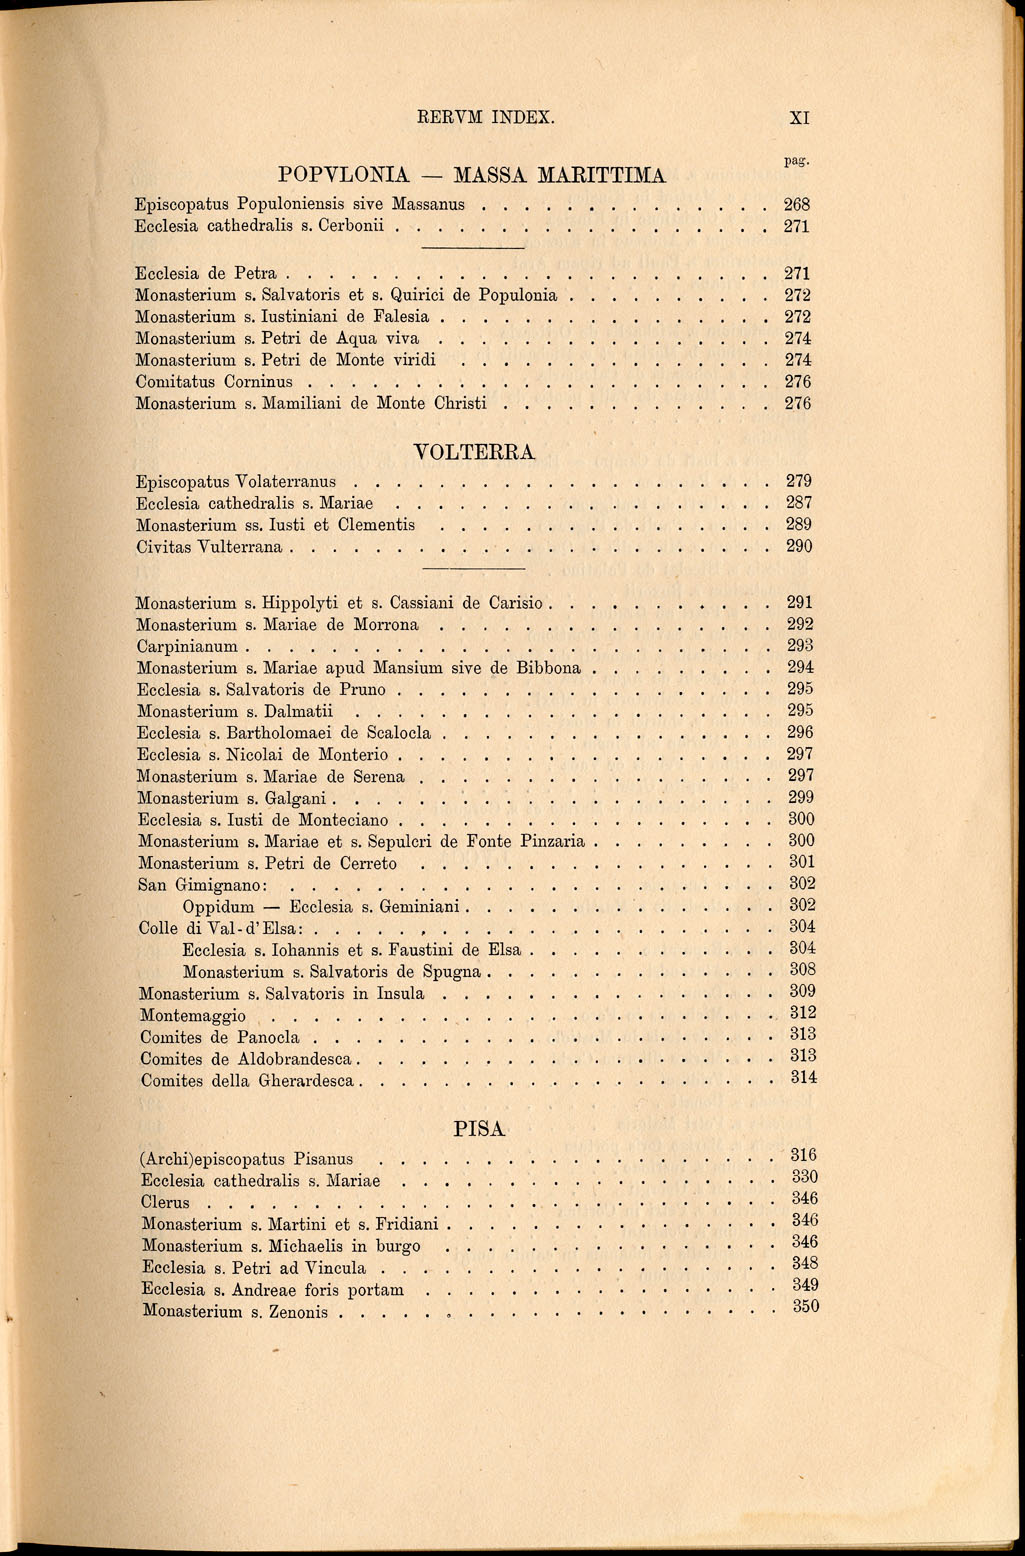 RERVM INDEX. XI
pag.
POPVLONIA — MASSA MARITTIMA
Episcopatus Populoniensis sive Massanus . . . . . . . . . . . . . . 268
Ecclesia cathedralis s. Cerbonii . . . . . . . . . . . . . . . . . . 271
Ecclesia de Petra . . . . . . . . . . . . . . . . . . . . . . . 271
Monasterium s. Salvatoris et s. Quirici de Populonia . . . . . . . . . . 272
Monasterium s. Iustiniani de Falesia . . . . . . . . . . . . . . . . 272
Monasterium s. Petri de Aqua viva . . . . . . . . . . . . . . . . 274
Monasterium s. Petri de Monte viridi . . . . . . . . . . . . . . . 274
Comitatus Corninus . . . . . . . . . . . . . . . . . . . . . . 276
Monasterium s. Mamiliani de Monte Christi . . . . . . . . . . . . . 276
VOLTERRA
Episcopatus Volaterranus . . . . . . . . . . . . . . . . . . . . 279
Ecclesia cathedralis s. Mariae . . . . . . . . . . . . . . . . . . 287
Monasterium ss. Iusti et Clementis . . . . . . . . . . . . . . . . 289
Civitas Vulterrana . . . . . . . . . . . . . . . . . . . . . . . 290
Monasterium s. Hippolyti et s. Cassiani de Carisio . . . . . . . . . . . 291
Monasterium s. Mariae de Morrona . . . . . . . . . . . . . . . . 292
Carpinianum . . . . . . . . . . . . . . . . . . . . . . . . . 293
Monasterium s. Mariae apud Mansium sive de Bibbona . . . . . . . . . 294
Ecclesia s. Salvatoris de Pruno . . . . . . . . . . . . . . . . . . 295
Monasterium s. Dalmatii . . . . . . . . . . . . . . . . . . . . 295
Ecclesia s. Bartholomaei de Scalocla . . . . . . . . . . . . . . . . 296
Ecclesia s. Nicolai de Monterio . . . . . . . . . . . . . . . . . . 297
Monasterium s. Mariae de Serena . . . . . . . . . . . . . . . . . 297
Monasterium s. Galgani . . . . . . . . . . . . . . . . . . . . . 299
Ecclesia s. Iusti de Monteciano . . . . . . . . . . . . . . . . . . 300
Monasterium s. Mariae et s. Sepulcri de Fonte Pinzaria . . . . . . . . . 300
Monasterium s. Petri de Cerreto . . . . . . . . . . . . . . . . . 301
San Gimignano: . . . . . . . . . . . . . . . . . . . . . . . 302
Oppidum — Ecclesia s. Geminiani . . . . . . . . . . . . . . . 302
Colle di Val-d'Elsa: . . . . . . . . . . . . . . . . . . . . . . 304
Ecclesia s. Iohannis et s. Faustini de Elsa . . . . . . . . . . . . 304
Monasterium s. Salvatoris de Spugna . . . . . . . . . . . . . . 308
Monasterium s. Salvatoris in Insula . . . . . . . . . . . . . . . . 309
Montemaggio . . . . . . . . . . . . . . . . . . . . . . . . 312
Comites de Panocla . . . . . . . . . . . . . . . . . . . . . . 313
Comites de Aldobrandesca . . . . . . . . . . . . . . . . . . . . 313
Comites della Gherardesca . . . . . . . . . . . . . . . . . . . . 314
PISA
(Archi)episcopatus Pisanus . . . . . . . . . . . . . . . . . . . 316
Ecclesia cathedralis s. Mariae . . . . . . . . . . . . . . . . . . 330
Clerus . . . . . . . . . . . . . . . . . . . . . . . . . . . 346
Monasterium s. Martini et s. Fridiani . . . . . . . . . . . . . . . . 346
Monasterium s. Michaelis in burgo . . . . . . . . . . . . . . . . 346
Ecclesia s. Petri ad Vincula . . . . . . . . . . . . . . . . . . . 348
Ecclesia s. Andreae foris portam . . . . . . . . . . . . . . . . . 349
Monasterium s. Zenonis . . . . . . . . . . . . . . . . . . . . . 350